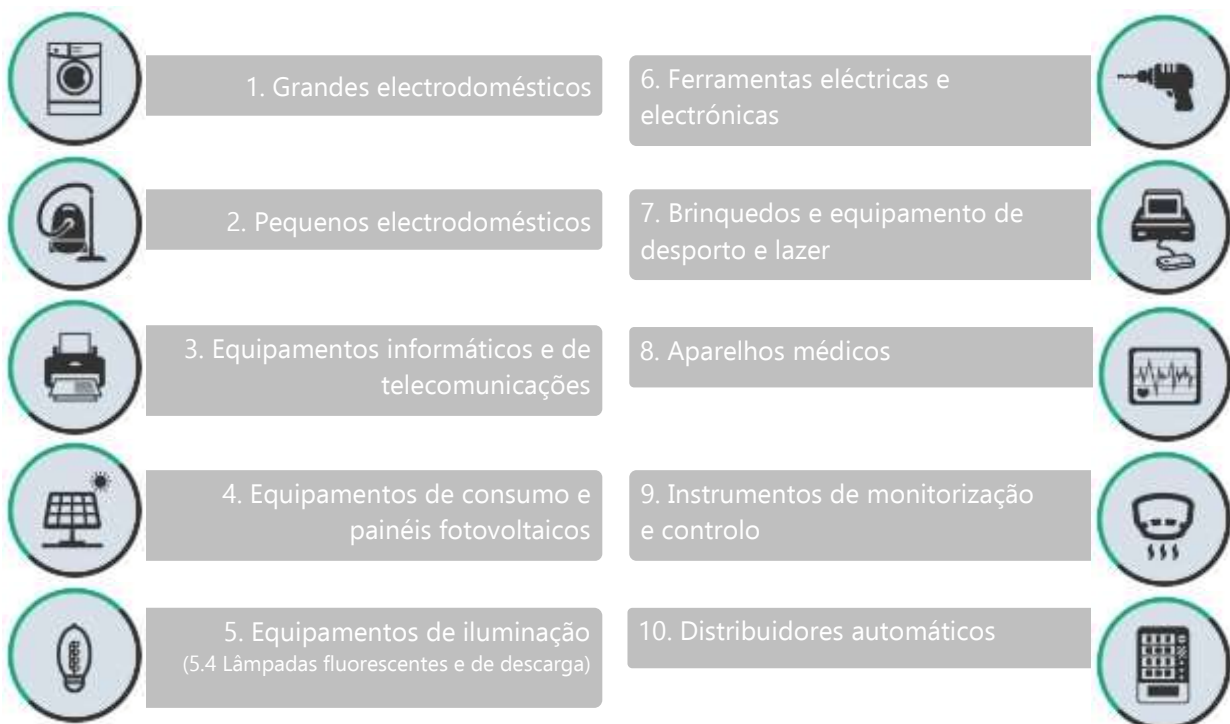 1. Grandes electrodomésticos
2. Pequenos electrodomésticos
3. Equipamentos informáticos e de
telecomunicações
4. Equipamentos de consumo e
painéis fotovoltaicos
5. Equipamentos de iluminação
(5.4 Lâmpadas fluorescentes e de descarga)
6. Ferramentas eléctricas e
electrónicas
7. Brinquedos e equipamento de
desporto e lazer
8. Aparelhos médicos
9. Instrumentos de monitorização
e controlo
10. Distribuidores automáticos